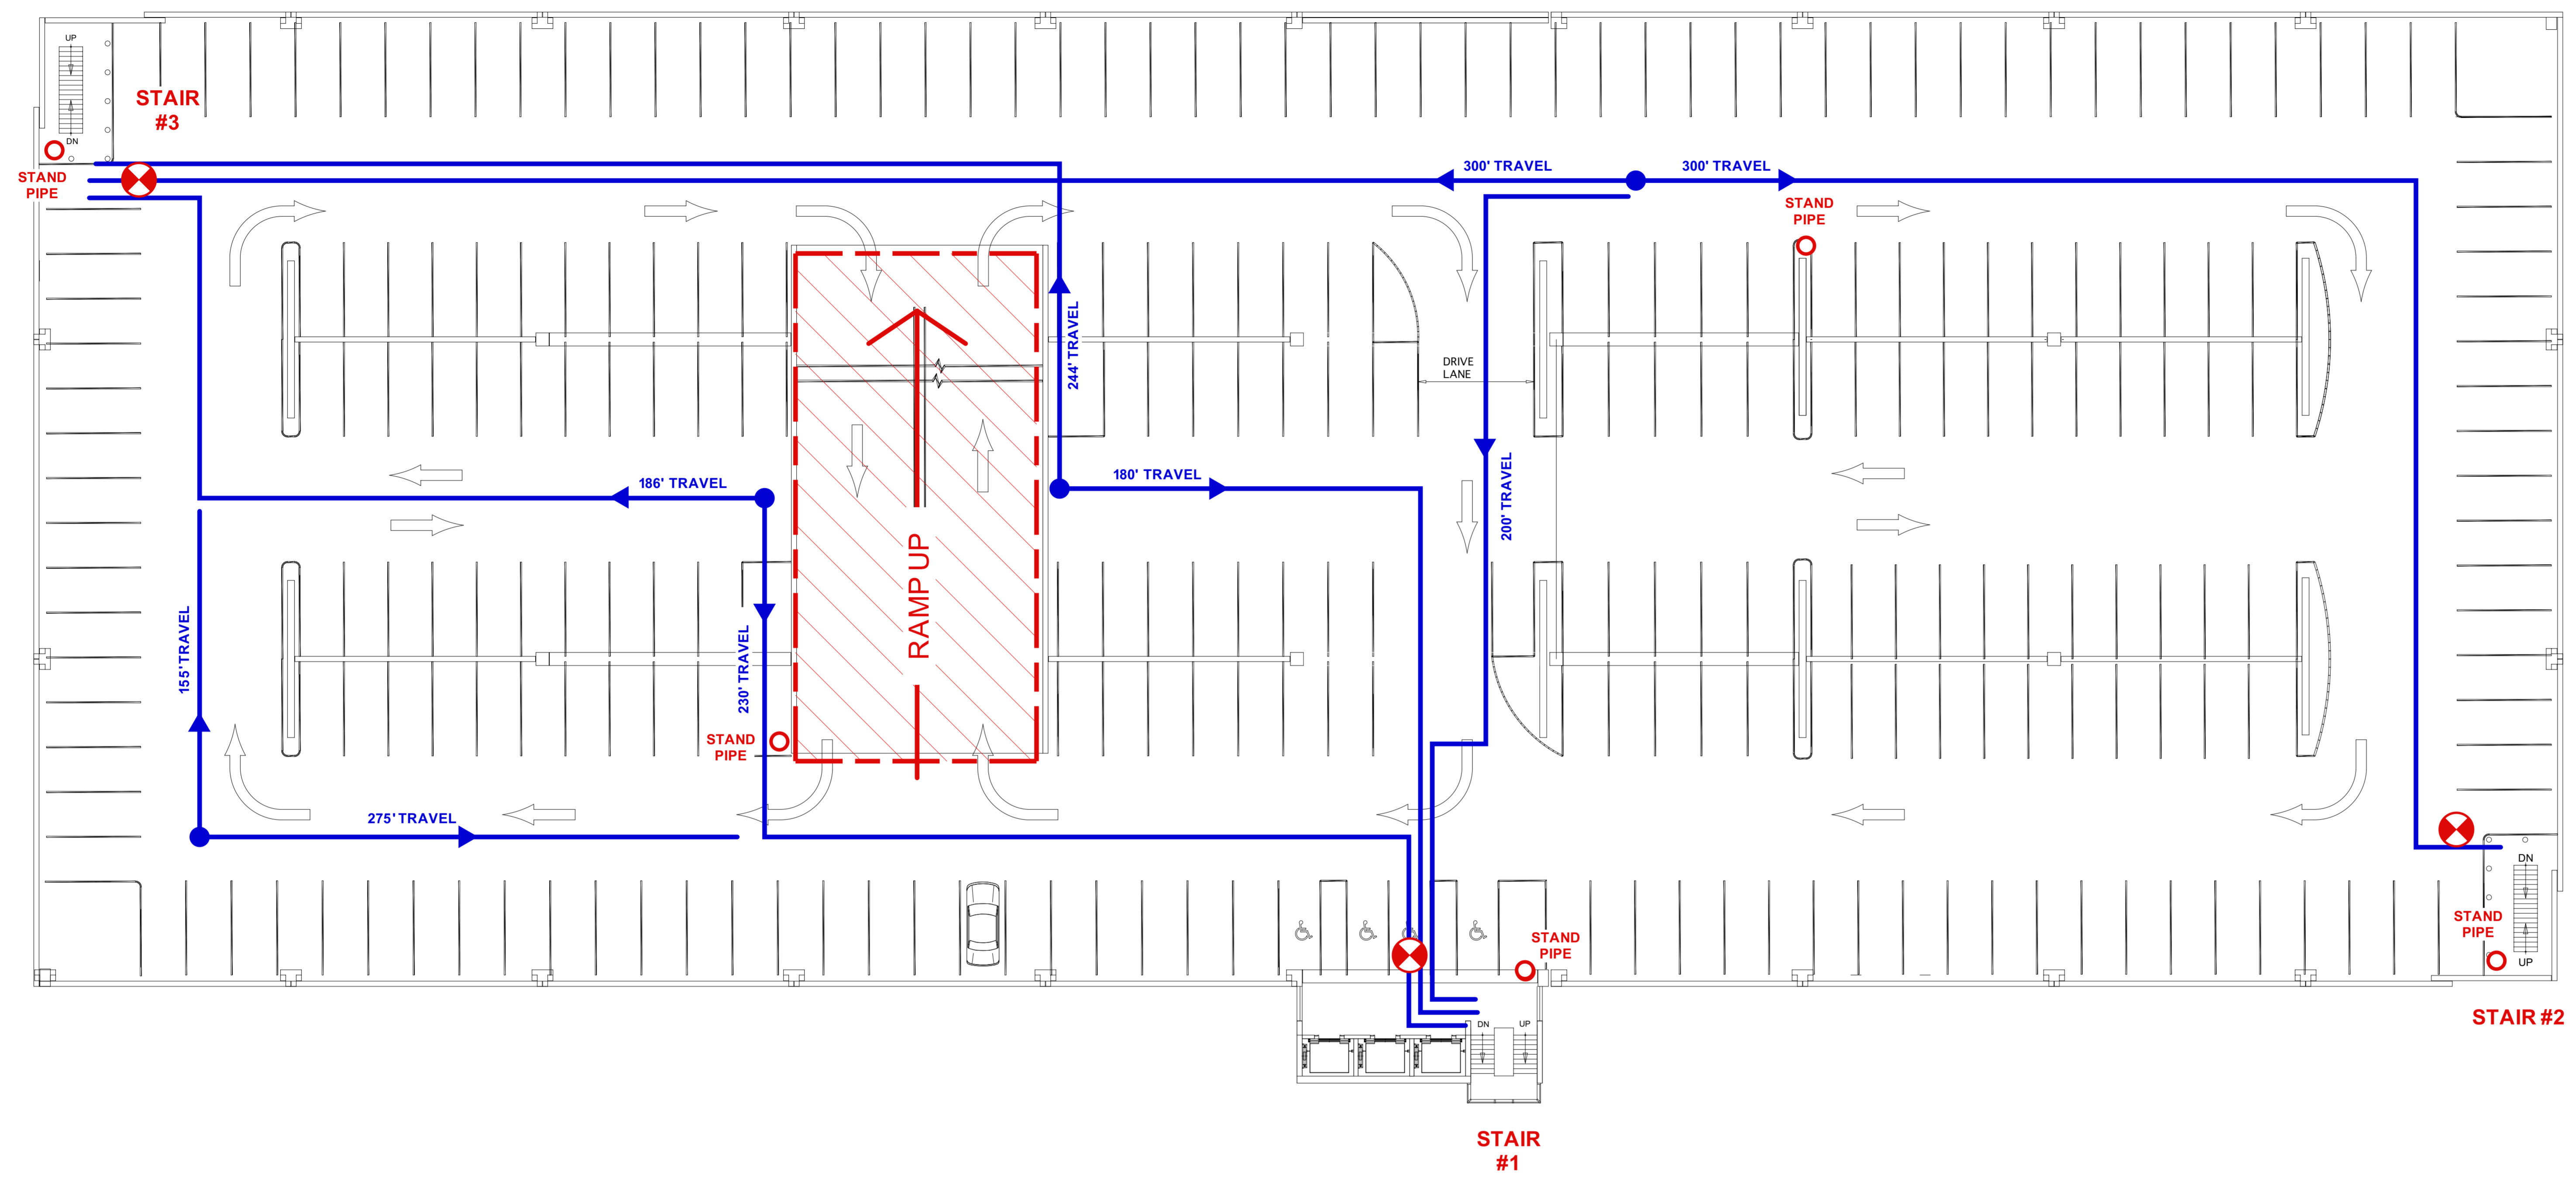 UP
STAIR
#3
DN
STAND
PIPE
300' TRAVEL
300' TRAVEL
STAND
PIPE
244' TRAVEL
DRIVE
LANE
186' TRAVEL
180' TRAVEL
200' TRAVEL
RAMP UP
155' TRAVEL
230' TRAVEL
STAND
PIPE
275' TRAVEL
DN
STAND
PIPE
UP
STAND
PIPE
STAIR #2
DN
UP
STAIR
#1